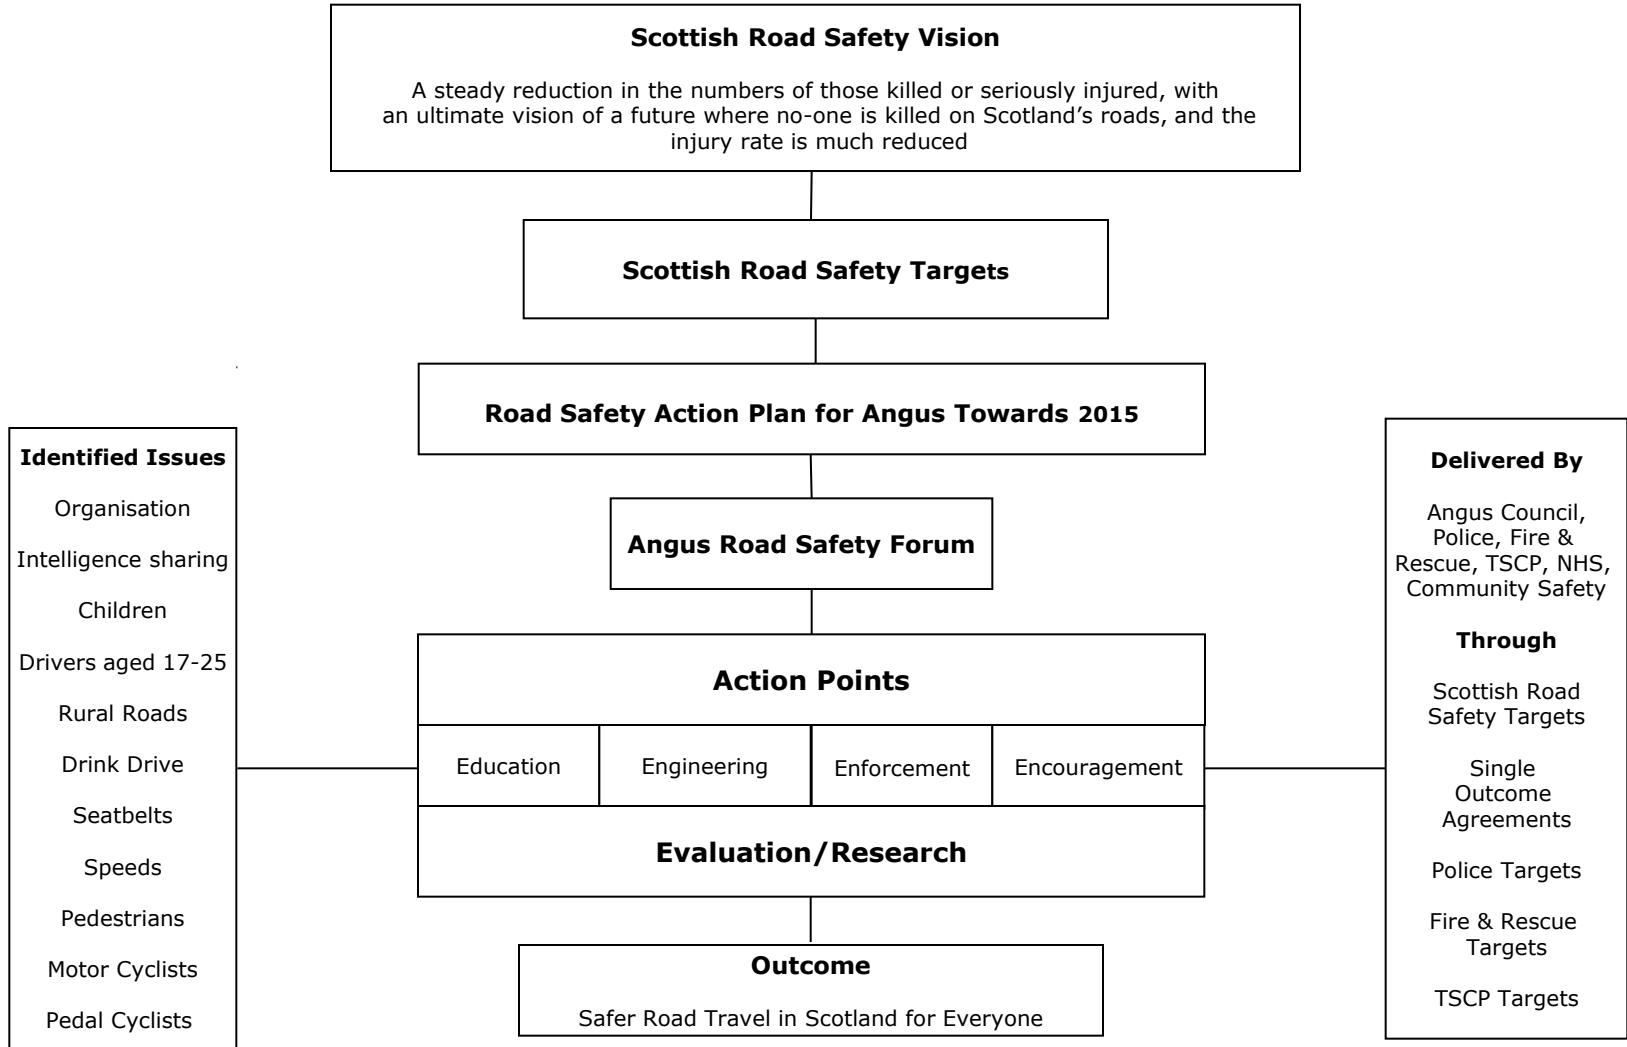 Scottish Road Safety Vision
A steady reduction in the numbers of those killed or seriously injured, with
an ultimate vision of a future where no-one is killed on Scotland's roads, and the
injury rate is much reduced
Scottish Road Safety Targets
Road Safety Action Plan for Angus Towards 2015
Angus Road Safety Forum
Identified Issues
Organisation
Intelligence sharing
Children
Drivers aged 17-25
Rural Roads
Drink Drive
Seatbelts
Speeds
Pedestrians
Motor Cyclists
Pedal Cyclists
Action Points
Education
Engineering
Enforcement
Encouragement
Evaluation/Research
Outcome
Safer Road Travel in Scotland for Everyone
Delivered By
Angus Council,
Police, Fire &
Rescue, TSCP, NHS,
Community Safety
Through
Scottish Road
Safety Targets
Single
Outcome
Agreements
Police Targets
Fire & Rescue
Targets
TSCP Targets